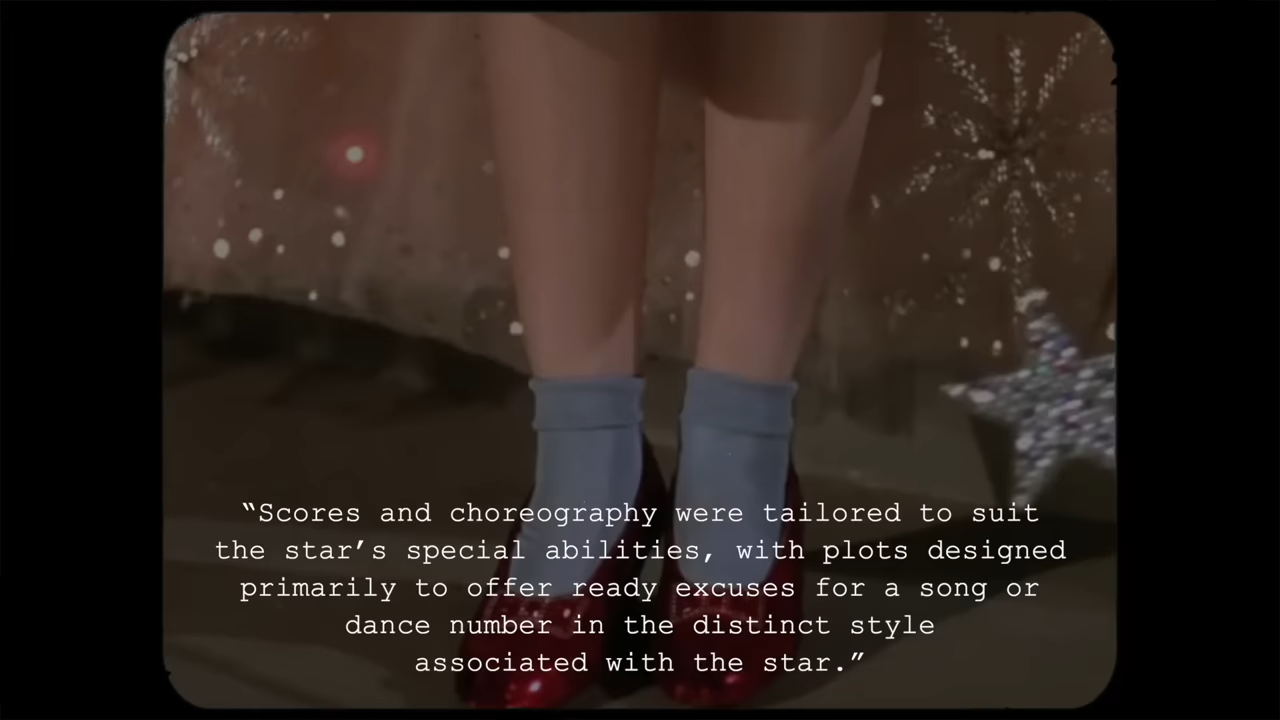 “Scores and choreography were tailored to suit
the star’s special abilities, with plots designed
primarily to offer ready excuses for a song or
dance number in the distinct style
associated with the star.”